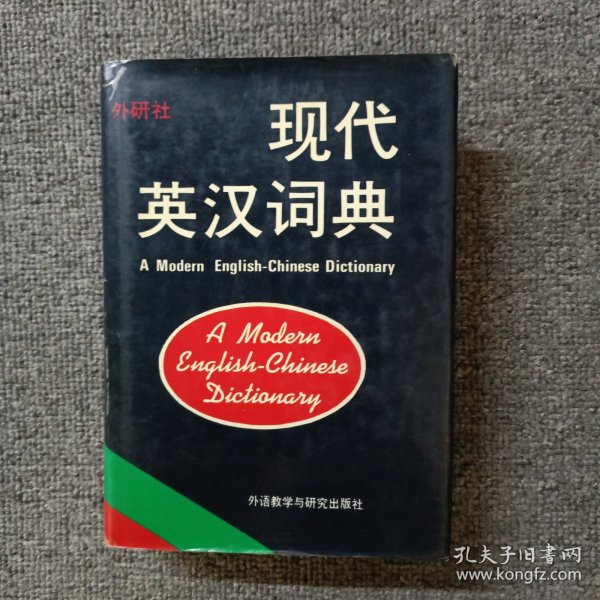 外研社
现代
英汉词典
A Modern English-Chinese Dictionary
A Modern
English-Chinese
Dictionary
外语教学与研究出版社
孔夫子旧书网
www.kongfz.com